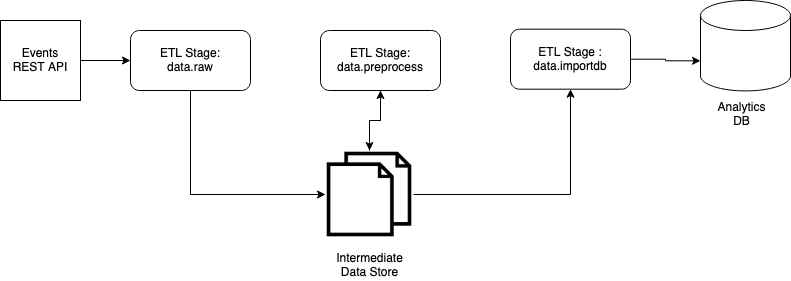 Events
REST API
ETL Stage:
data.raw
ETL Stage:
data.preprocess
ETL Stage :
data.importdb
Analytics
DB
Intermediate
Data Store